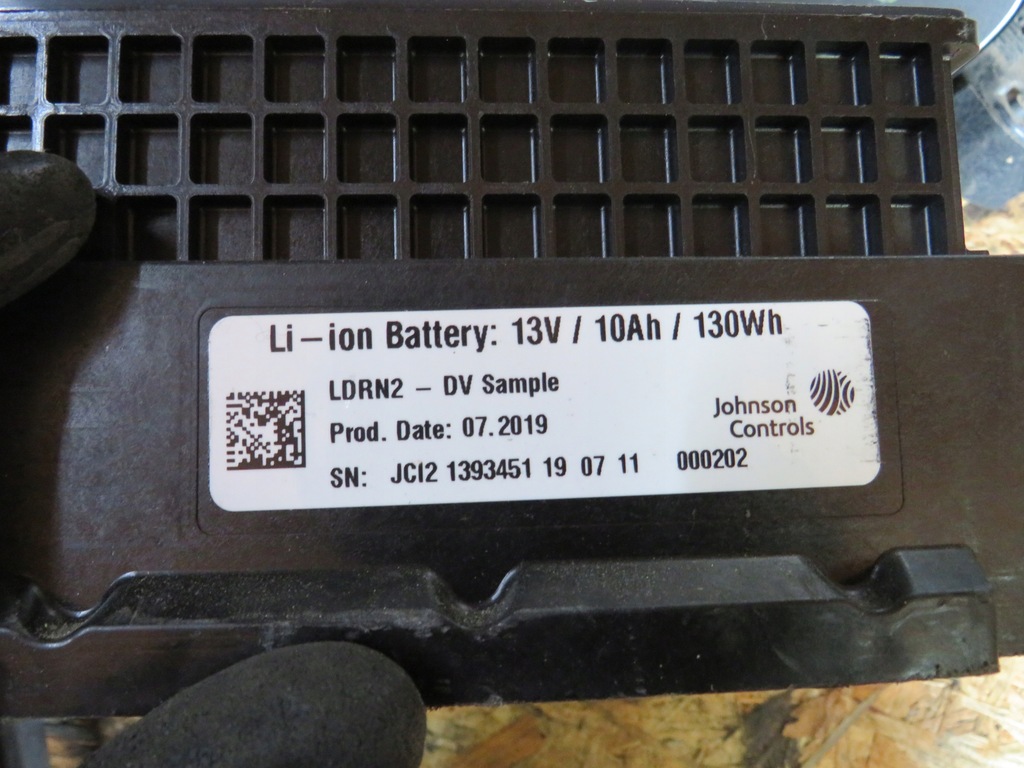 Li-ion Battery: 13V / 10Ah / 130Wh
LDRN2 - DV Sample
Prod. Date: 07.2019
SN: JCI2 1393451 19 07 11 000202
Johnson
Controls